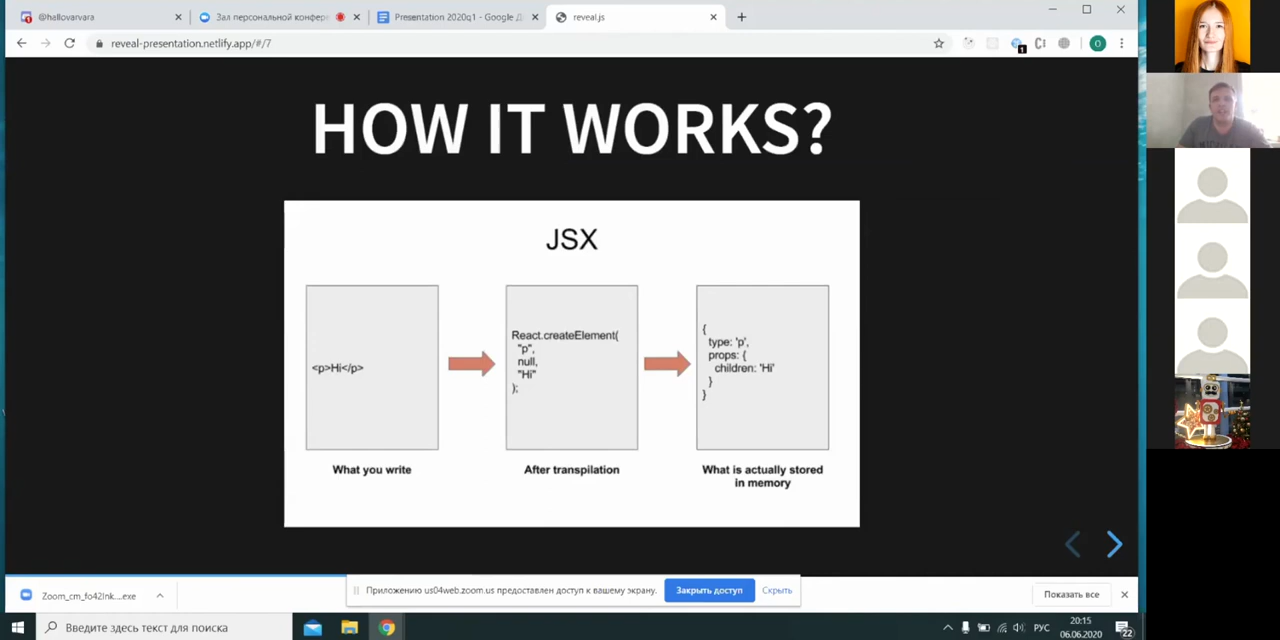 @hallovarvara
Зал персональной конфере
Presentation 2020q1 - Google Д
reveal.js
reveal-presentation.netlify.app/#/7
1
O
HOW IT WORKS?
JSX
<p>Hi</p>
What you write
React.createElement(
"p",
null,
"Hi"
);
After transpilation
{
type: 'p',
props: {
children: 'Hi'
}
}
What is actually stored
in memory
Zoom_cm_fo42lnk....exe
Приложению us04web.zoom.us предоставлен доступ к вашему экрану.
Закрыть доступ
Скрыть
Показать все
Введите здесь текст для поиска
РУС
20:15
06.06.2020
22